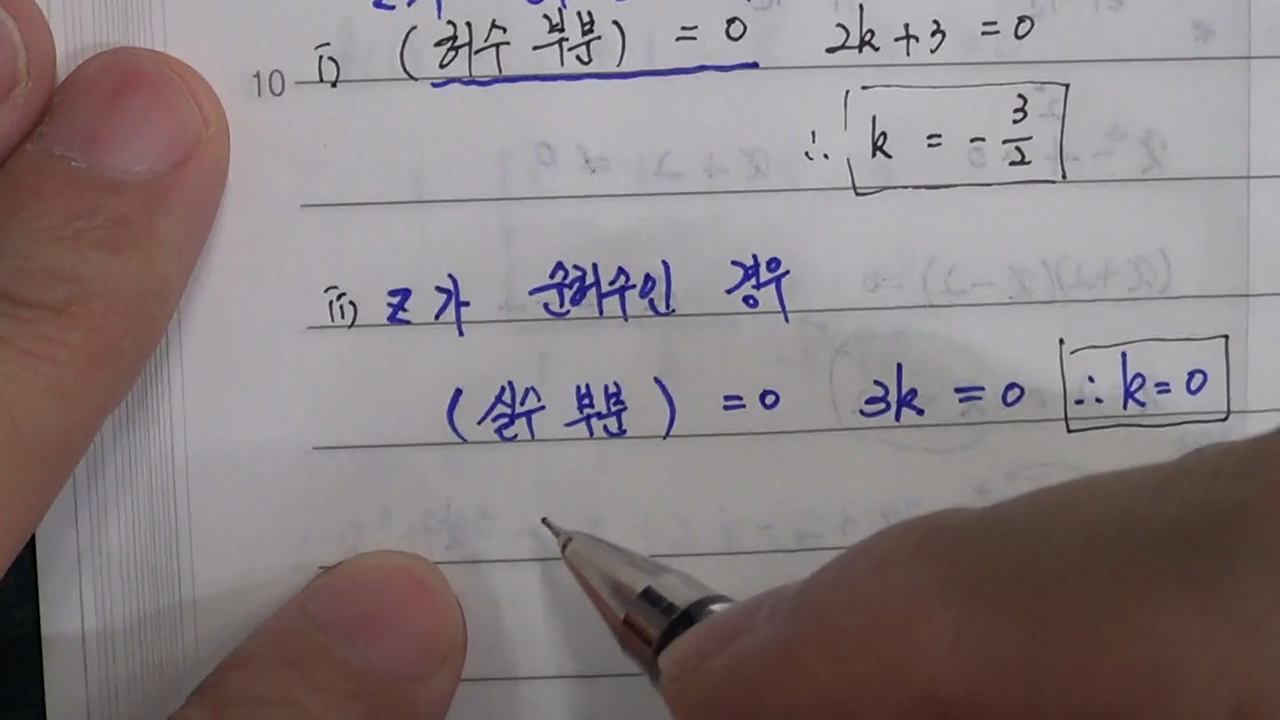 10 i) (허수 부분) = 0 2k+3 = 0
∴ k = -3/2
ii) z가 순허수인 경우
(실수 부분) = 0 3k = 0 ∴ k = 0